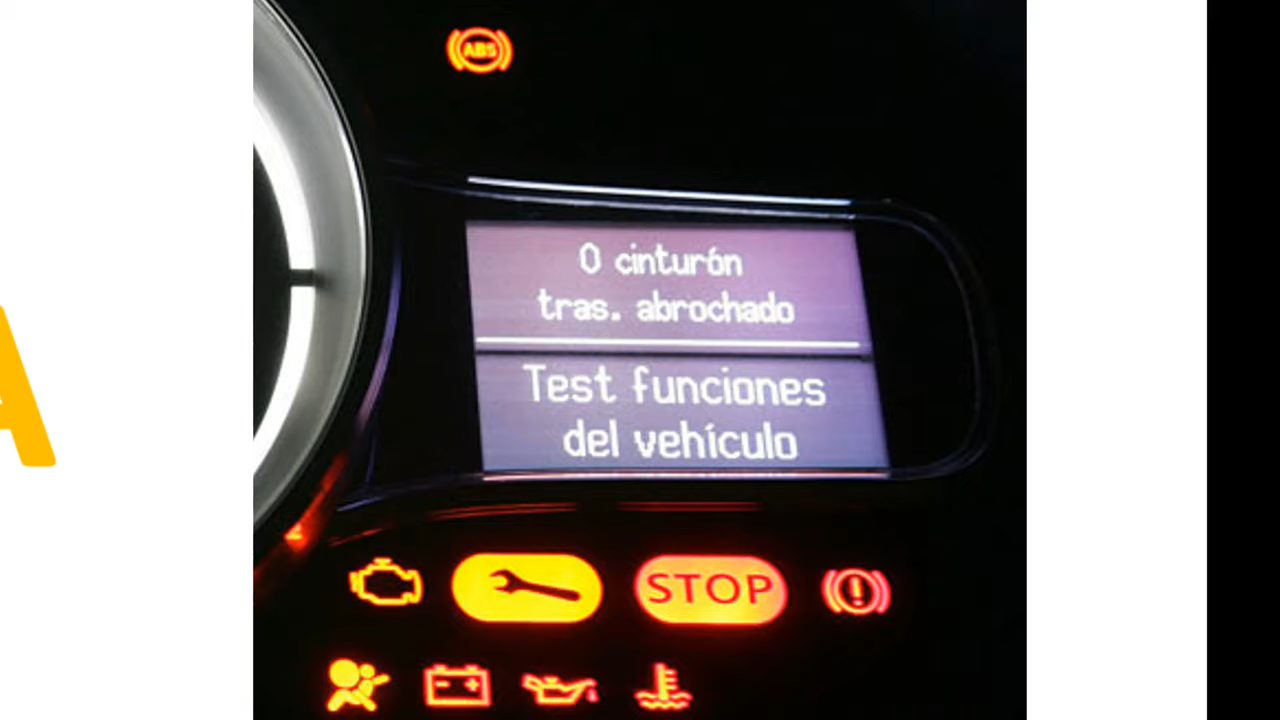 ABS
0 cinturón
tras. abrochado
Test funciones
del vehículo
STOP
A